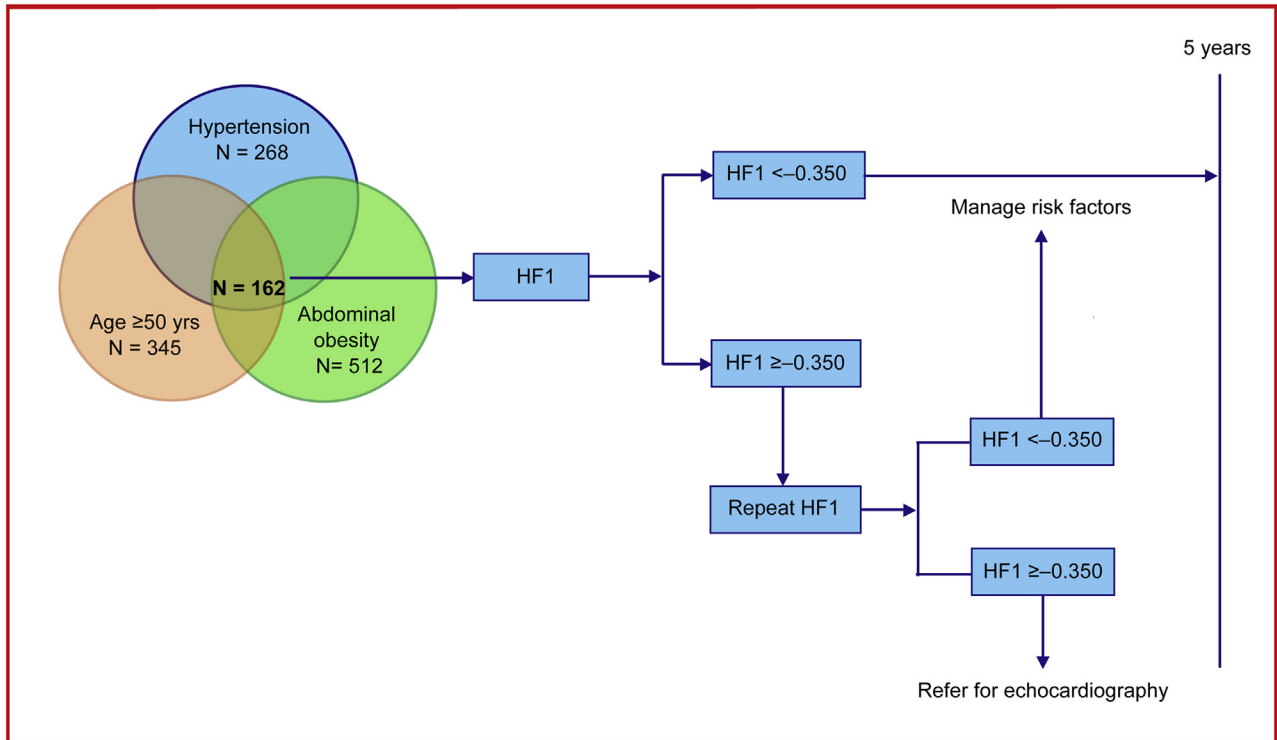 5 years
Hypertension
N = 268
N = 162
Age ≥50 yrs
N = 345
Abdominal
obesity
N= 512
HF1
HF1 <–0.350
Manage risk factors
HF1 ≥–0.350
Repeat HF1
HF1 <–0.350
HF1 ≥–0.350
Refer for echocardiography